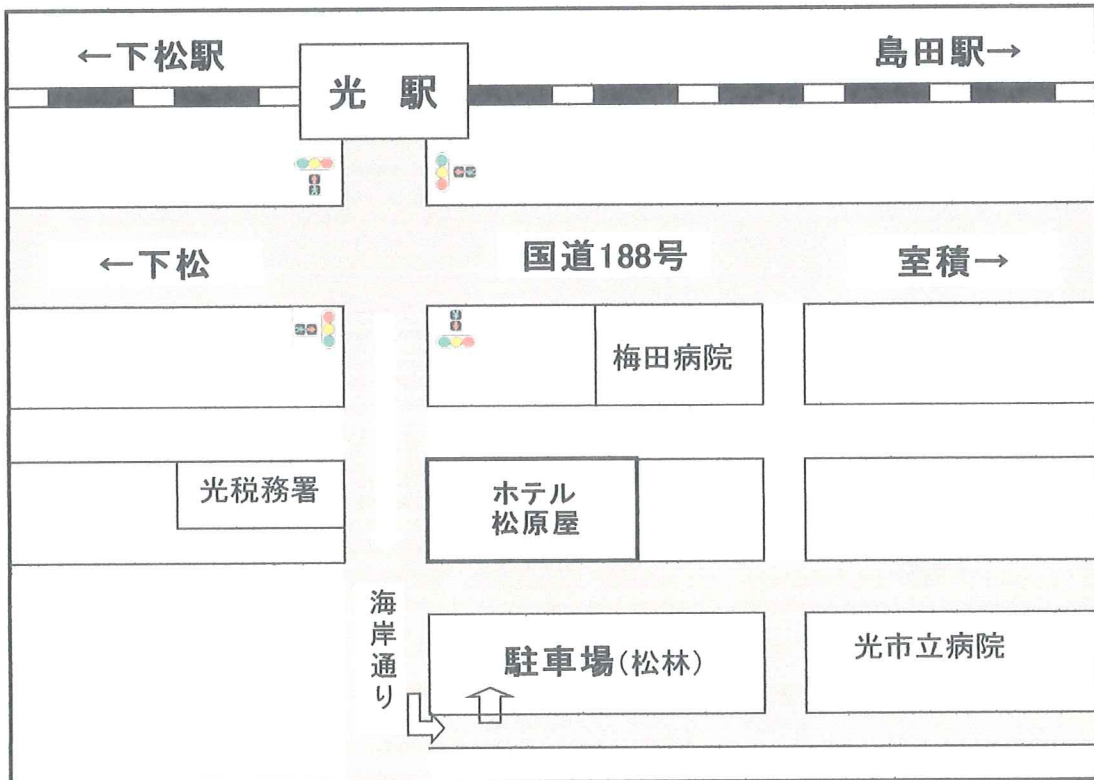 ←下松駅
島田駅→
光 駅
←下松
国道188号
室積→
梅田病院
光税務署
ホテル
松原屋
海岸通り
駐車場(松林)
光市立病院